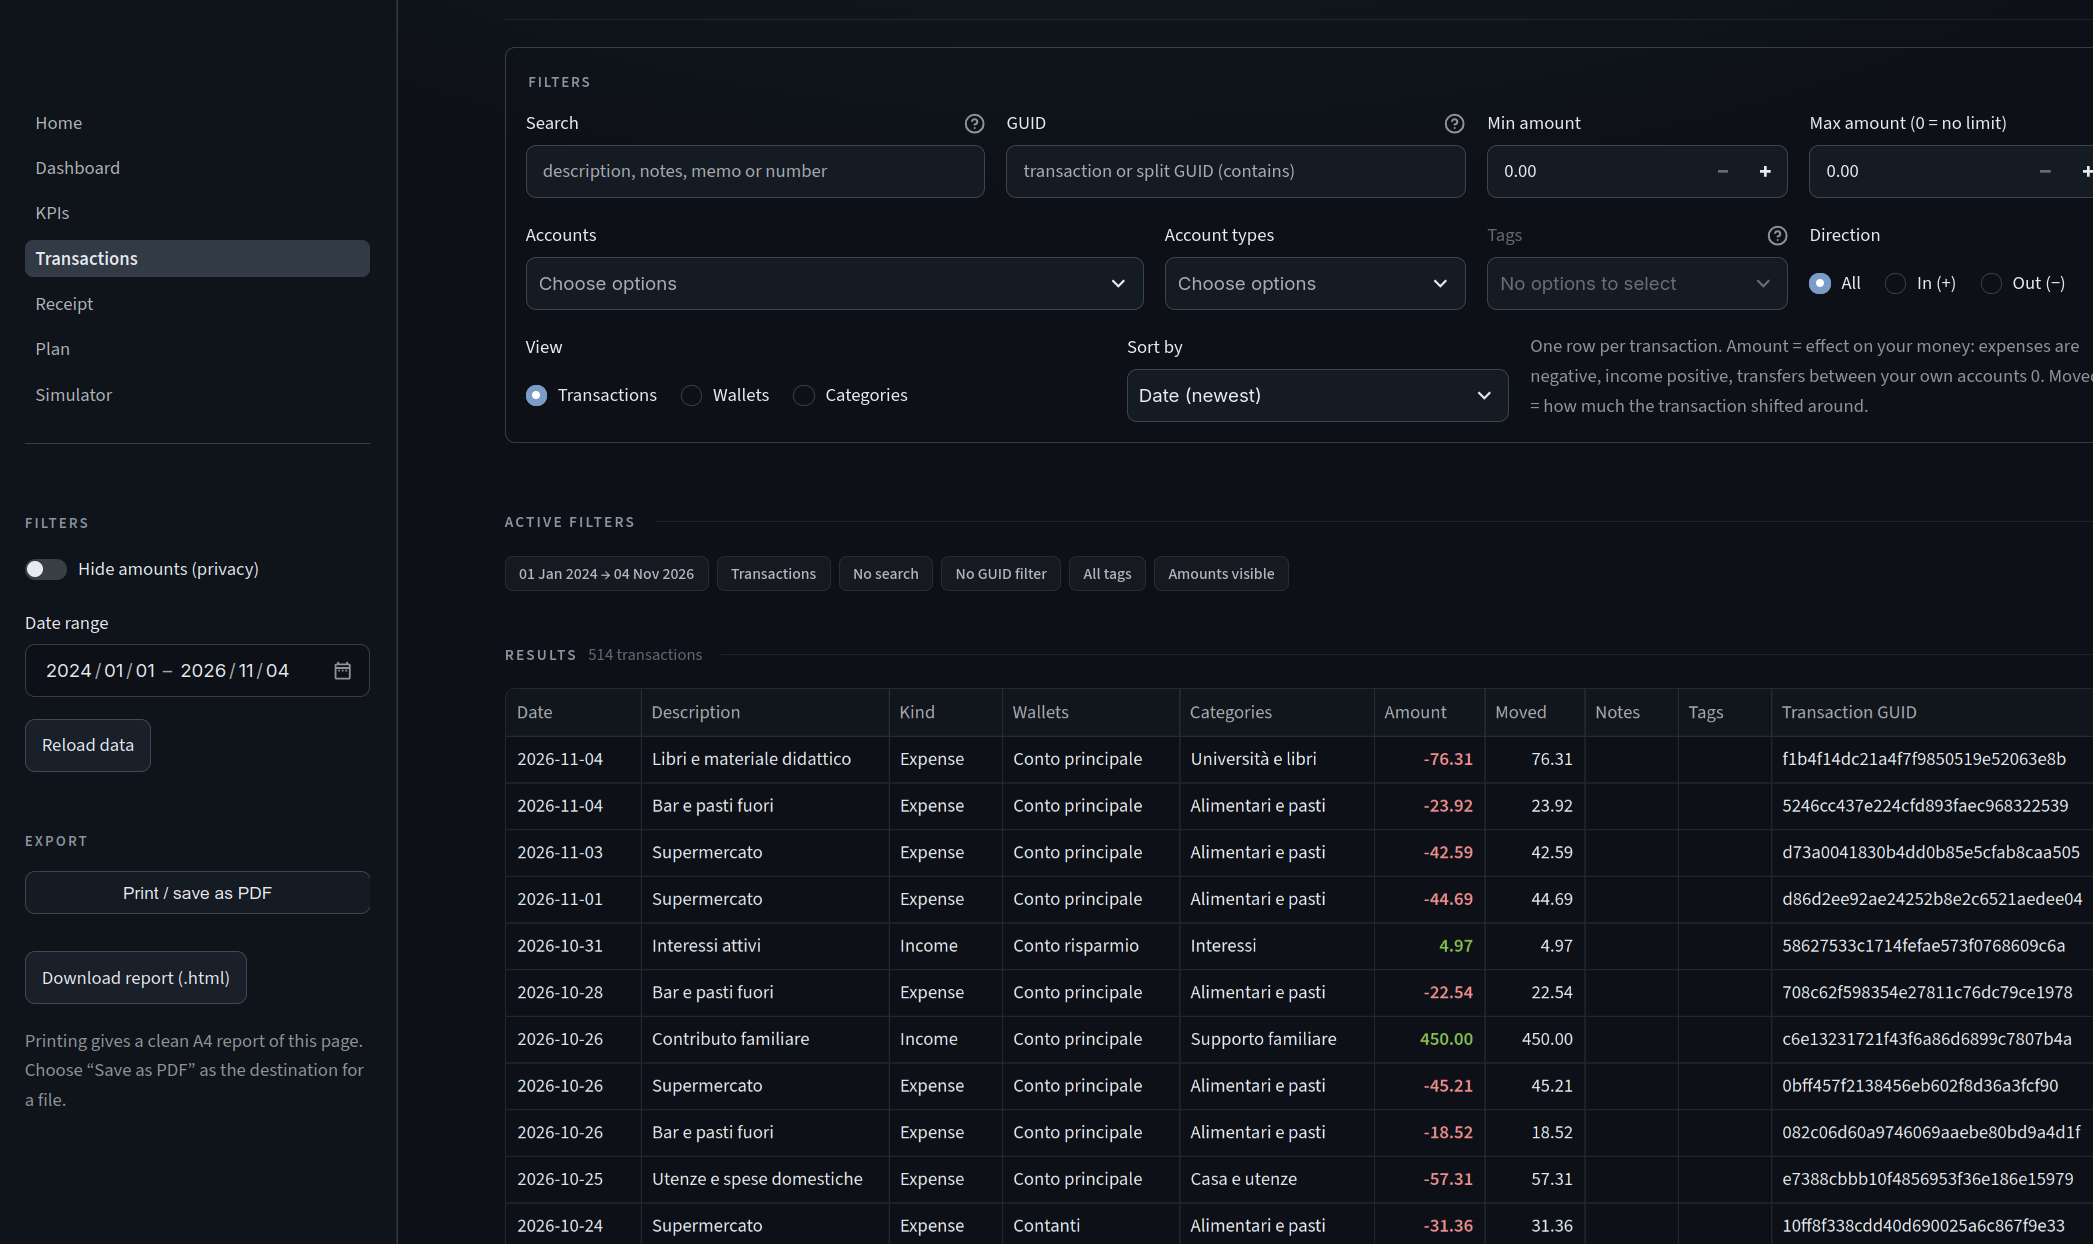 Home
Dashboard
KPIs
Transactions
Receipt
Plan
Simulator
FILTERS
Hide amounts (privacy)
Date range
2024/01/01 – 2026/11/04
Reload data
EXPORT
Print / save as PDF
Download report (.html)
Printing gives a clean A4 report of this page.
Choose “Save as PDF” as the destination for
a file.
FILTERS
Search
GUID
Min amount
Max amount (0 = no limit)
description, notes, memo or number
transaction or split GUID (contains)
0.00
0.00
Accounts
Account types
Tags
Direction
Choose options
Choose options
No options to select
All
In (+)
Out (−)
View
Sort by
Transactions
Wallets
Categories
Date (newest)
One row per transaction. Amount = effect on your money: expenses are
negative, income positive, transfers between your own accounts 0. Moved
= how much the transaction shifted around.
ACTIVE FILTERS
01 Jan 2024 → 04 Nov 2026
Transactions
No search
No GUID filter
All tags
Amounts visible
RESULTS 514 transactions
Date Description Kind Wallets Categories Amount Moved Notes Tags Transaction GUID
2026-11-04 Libri e materiale didattico Expense Conto principale Università e libri -76.31 76.31 f1b4f14dc21a4f7f9850519e52063e8b
2026-11-04 Bar e pasti fuori Expense Conto principale Alimentari e pasti -23.92 23.92 5246cc437e224cfd893faec968322539
2026-11-03 Supermercato Expense Conto principale Alimentari e pasti -42.59 42.59 d73a0041830b4dd0b85e5cfab8caa505
2026-11-01 Supermercato Expense Conto principale Alimentari e pasti -44.69 44.69 d86d2ee92ae24252b8e2c6521aedee04
2026-10-31 Interessi attivi Income Conto risparmio Interessi 4.97 4.97 58627533c1714fefae573f0768609c6a
2026-10-28 Bar e pasti fuori Expense Conto principale Alimentari e pasti -22.54 22.54 708c62f598354e27811c76dc79ce1978
2026-10-26 Contributo familiare Income Conto principale Supporto familiare 450.00 450.00 c6e13231721f43f6a86d6899c7807b4a
2026-10-26 Supermercato Expense Conto principale Alimentari e pasti -45.21 45.21 0bff457f2138456eb602f8d36a3fcf90
2026-10-26 Bar e pasti fuori Expense Conto principale Alimentari e pasti -18.52 18.52 082c06d60a9746069aaebe80bd9a4d1f
2026-10-25 Utenze e spese domestiche Expense Conto principale Casa e utenze -57.31 57.31 e7388cbbb10f4856953f36e186e15979
2026-10-24 Supermercato Expense Contanti Alimentari e pasti -31.36 31.36 10ff8f338cdd40d690025a6c867f9e33